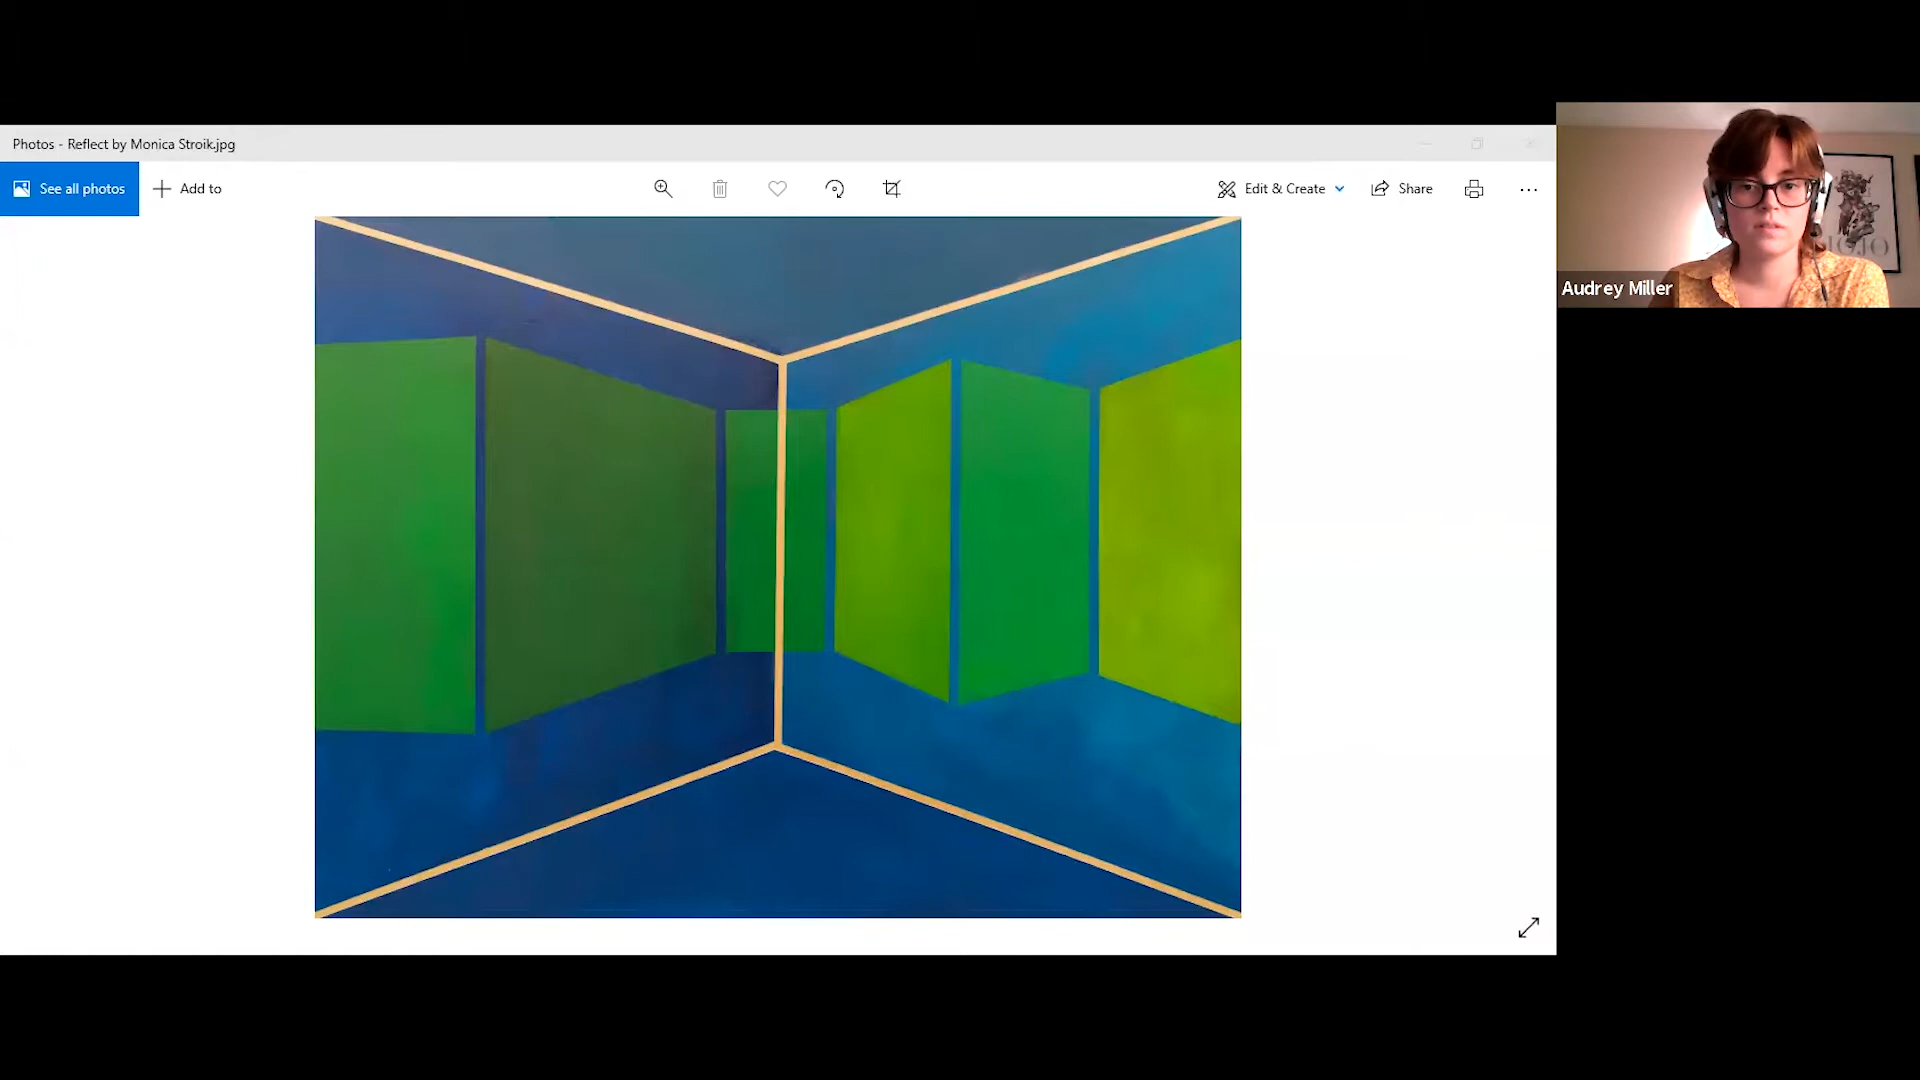 Photos - Reflect by Monica Stroik.jpg
See all photos
Add to
Edit & Create
Share
Audrey Miller